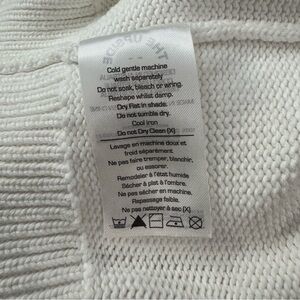 Cold gentle machine
wash separately
Do not soak, bleach or wring.
Reshape whilst damp.
Dry Flat in shade.
Do not tumble dry.
Cool iron
Do not Dry Clean (X)
Lavage en machine doux et
froid séparément.
Ne pas faire tremper, blanchir,
ou essorer.
Remodeler à l'état humide
Sécher à plat à l'ombre.
Ne séchez pas en machine.
Repassage faible.
Ne pas nettoyer à sec (X)